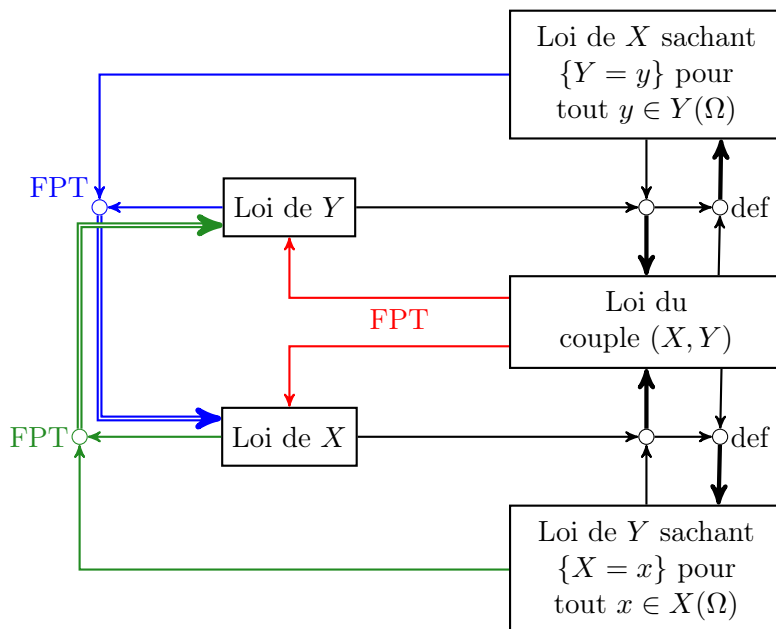 Loi de X sachant
{Y = y} pour
tout y ∈ Y(Ω)
FPT
Loi de Y
def
Loi du
couple (X, Y)
FPT
FPT
Loi de X
def
Loi de Y sachant
{X = x} pour
tout x ∈ X(Ω)